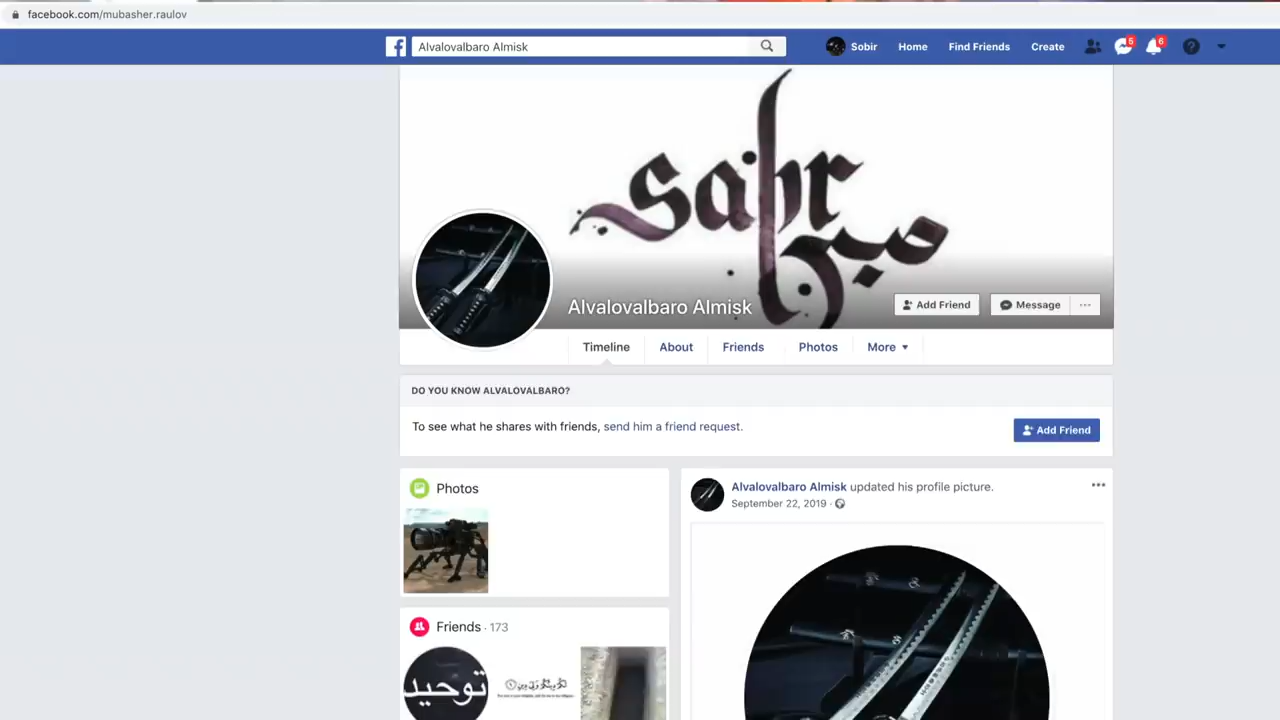 facebook.com/mubasher.raulov
Alvalovalbaro Almisk
Sobir
Home
Find Friends
Create
5
6
sabr
صبر
Alvalovalbaro Almisk
Add Friend
Message
Timeline
About
Friends
Photos
More
DO YOU KNOW ALVALOVALBARO?
To see what he shares with friends, send him a friend request.
Add Friend
Photos
Alvalovalbaro Almisk updated his profile picture.
September 22, 2019
Friends · 173
توحيد